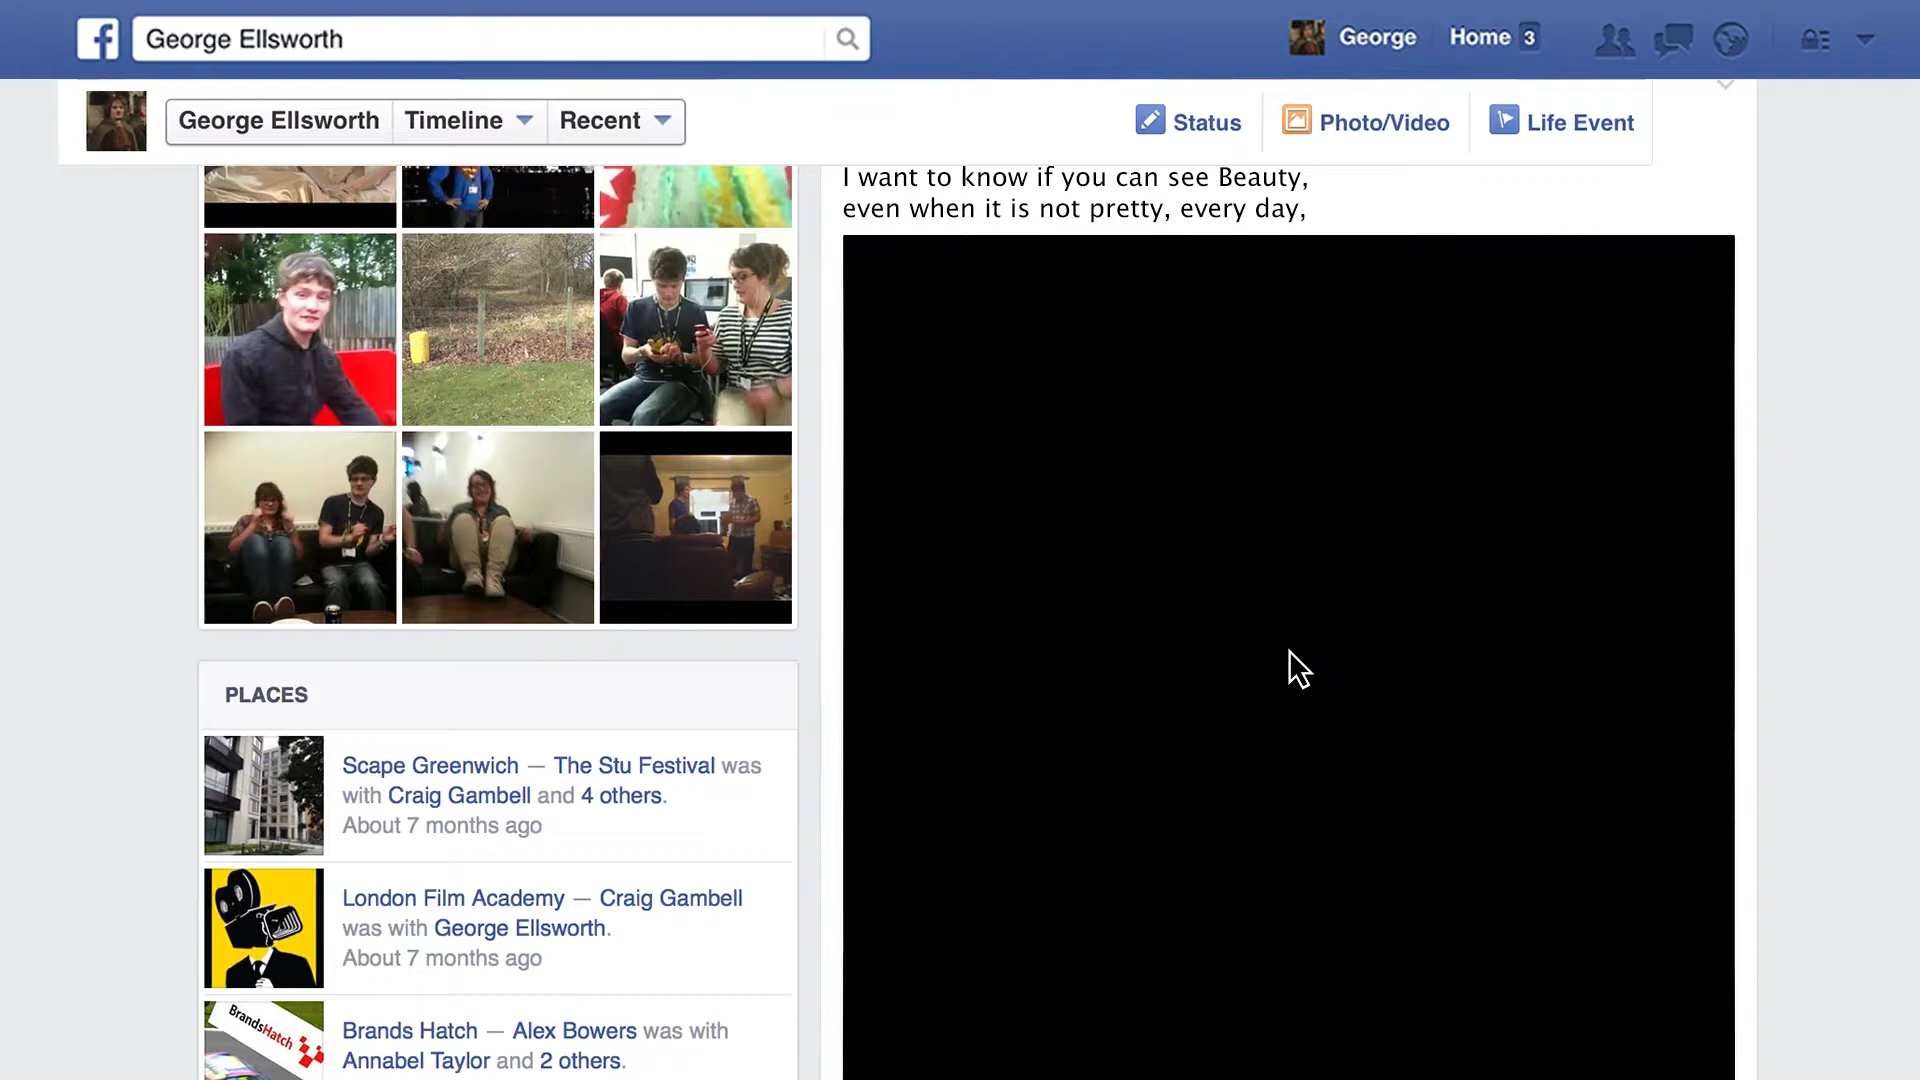 George Ellsworth
George Home 3
George Ellsworth Timeline Recent
Status Photo/Video Life Event
I want to know if you can see Beauty,
even when it is not pretty, every day,
PLACES
Scape Greenwich — The Stu Festival was
with Craig Gambell and 4 others.
About 7 months ago
London Film Academy — Craig Gambell
was with George Ellsworth.
About 7 months ago
BrandsHatch
Brands Hatch — Alex Bowers was with
Annabel Taylor and 2 others.